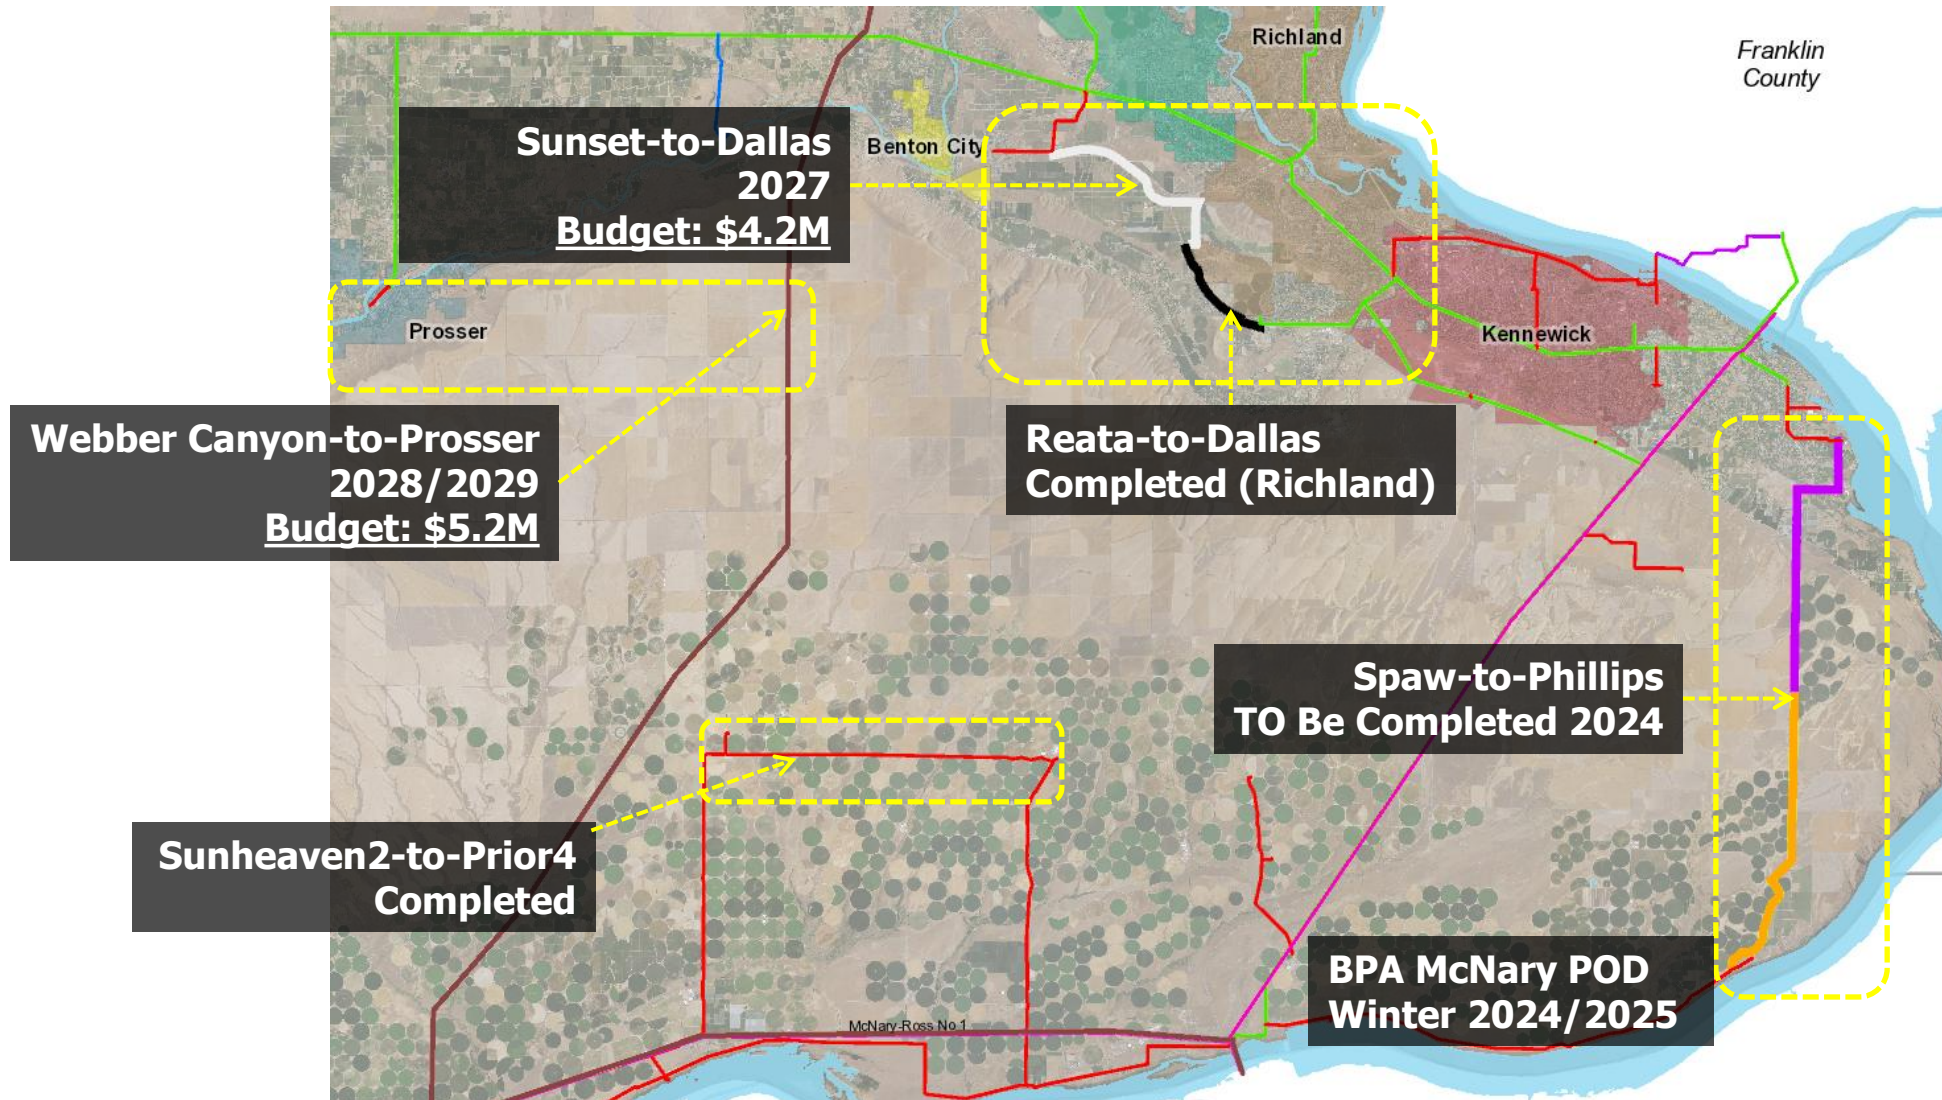 Richland
Franklin
County
Sunset-to-Dallas
2027
Budget: $4.2M
Benton City
Prosser
Kennewick
Webber Canyon-to-Prosser
2028/2029
Budget: $5.2M
Reata-to-Dallas
Completed (Richland)
Spaw-to-Phillips
TO Be Completed 2024
Sunheaven2-to-Prior4
Completed
BPA McNary POD
Winter 2024/2025
McNary-Ross No 1